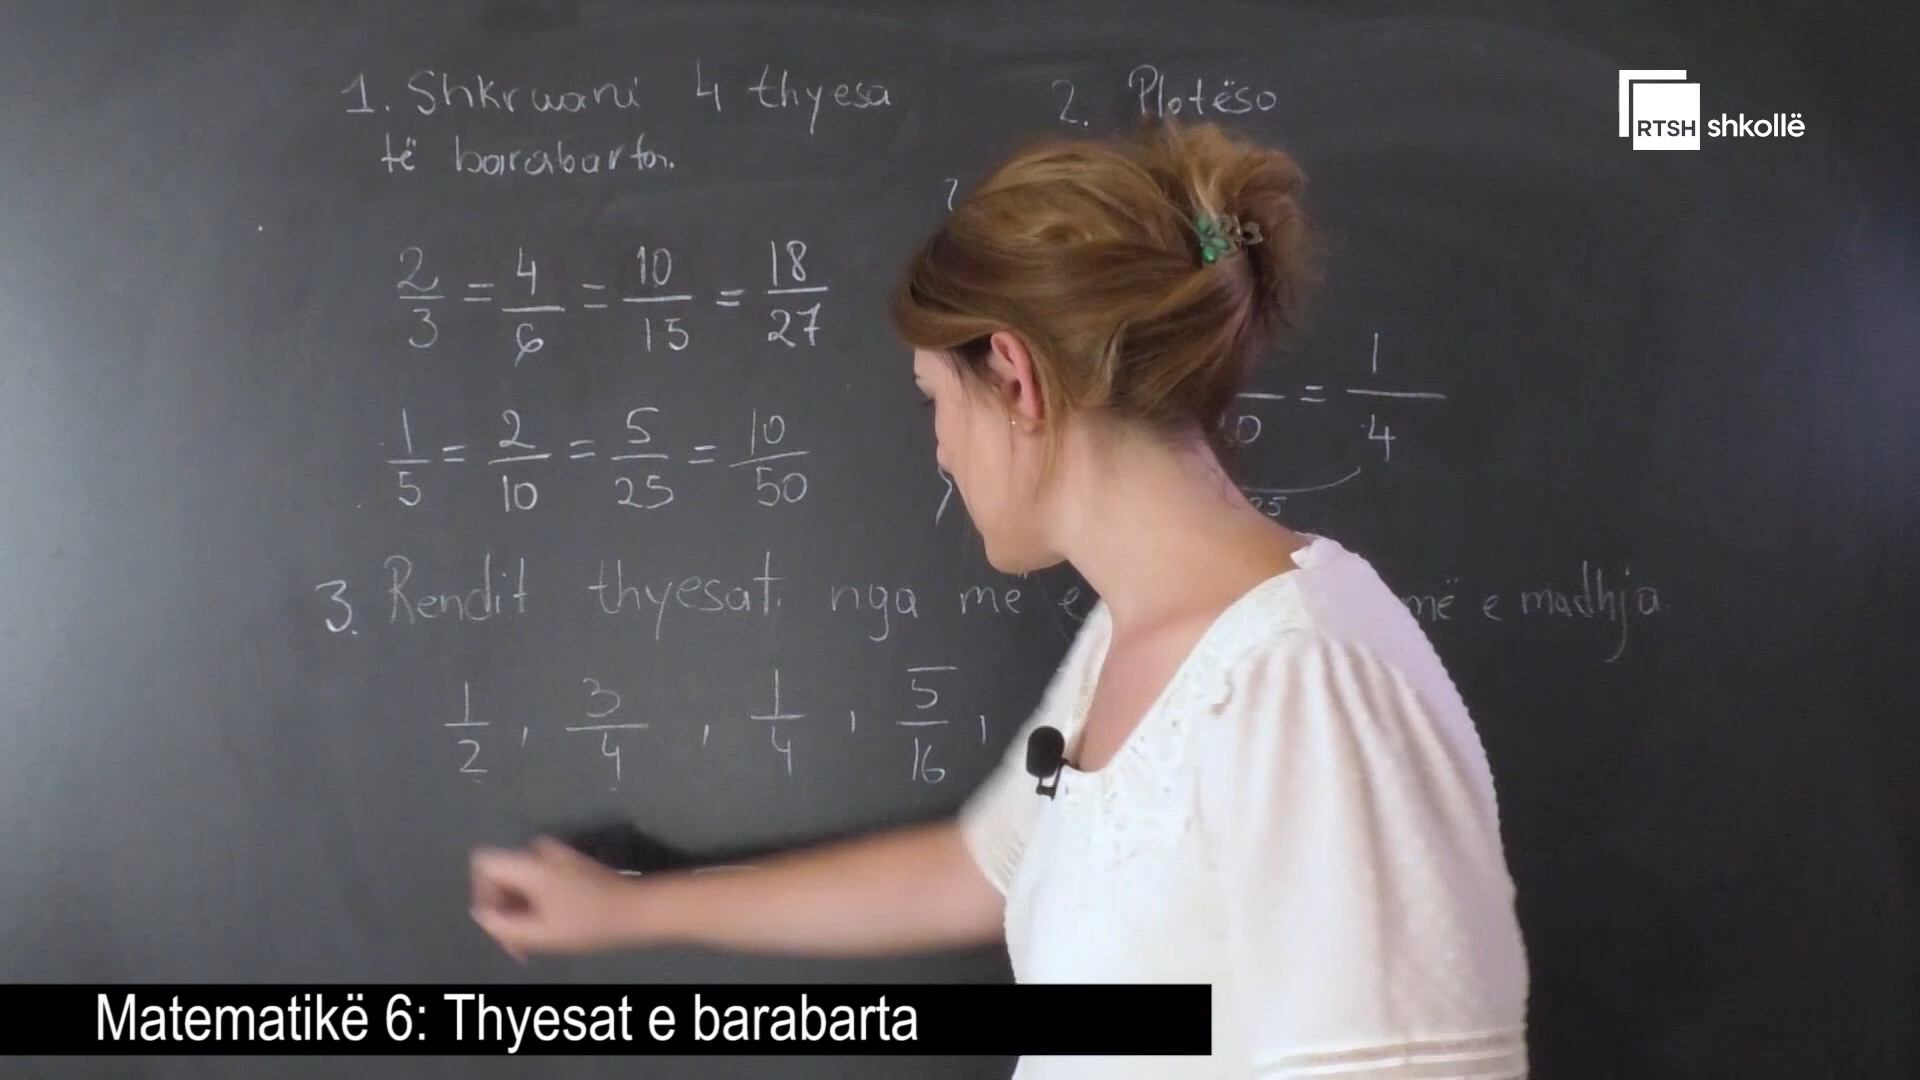 1. Shkruani 4 thyesa
të barabarta.
2/3 = 4/6 = 10/15 = 18/27
1/5 = 2/10 = 5/25 = 10/50
2. Plotëso
= 1/4
25
3. Rendit thyesat nga më e më e madhja
1/2, 3/4, 1/4, 5/16,
RTSH shkollë
Matematikë 6: Thyesat e barabarta